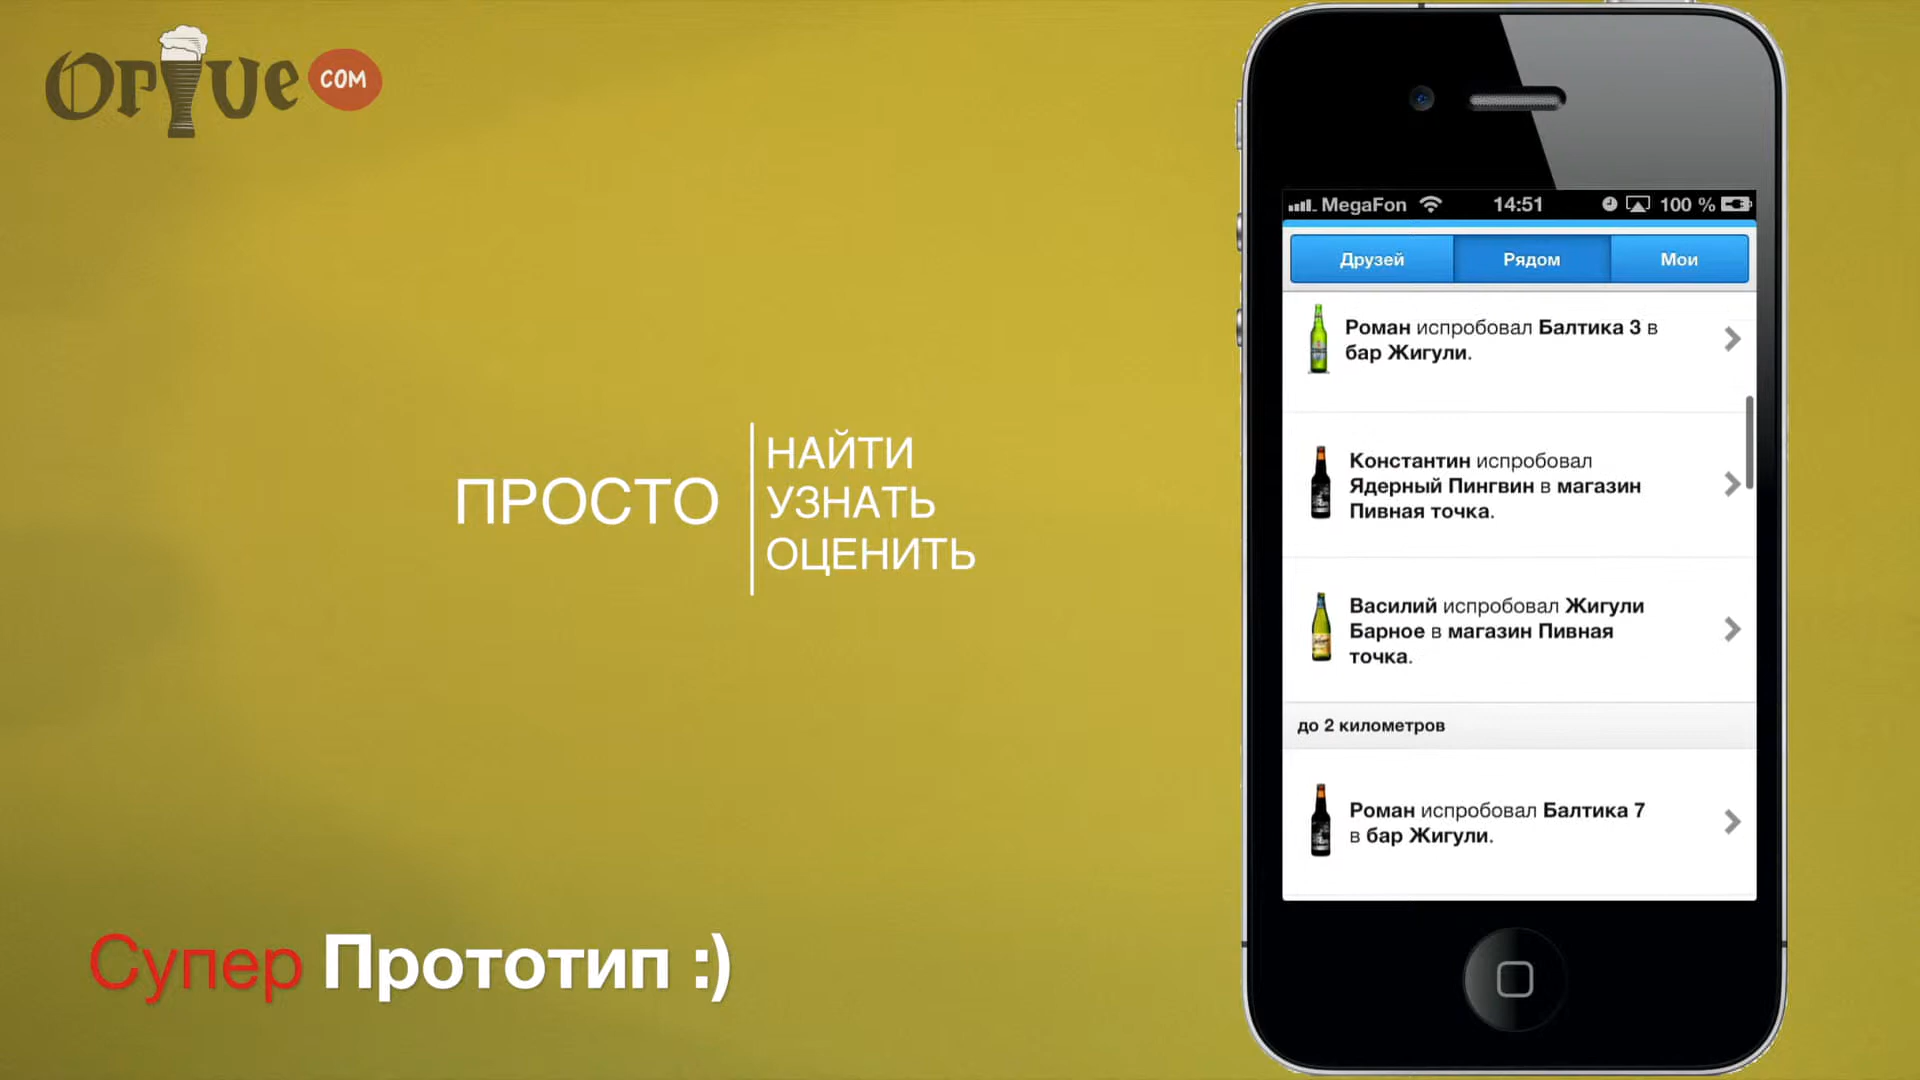 Opivue COM
ПРОСТО
НАЙТИ
УЗНАТЬ
ОЦЕНИТЬ
Супер Прототип :)
MegaFon 14:51 100 %
Друзей Рядом Мои
Роман испробовал Балтика 3 в
бар Жигули.
Константин испробовал
Ядерный Пингвин в магазин
Пивная точка.
Василий испробовал Жигули
Барное в магазин Пивная
точка.
до 2 километров
Роман испробовал Балтика 7
в бар Жигули.